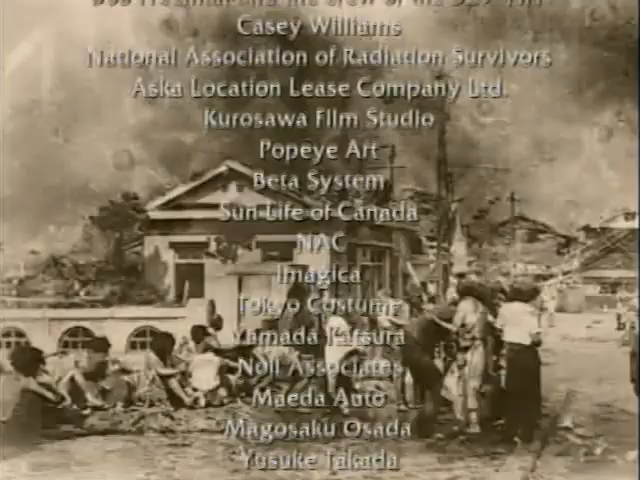 Casey Williams
National Association of Radiation Survivors
Aska Location Lease Company Ltd.
Kurosawa Film Studio
Popeye Art
Beta System
Sun Life of Canada
NAC
Imagica
Tokyo Costume
Yamada Katsura
Noll Associates
Maeda Auto
Magosaku Osada
Yusuke Takada